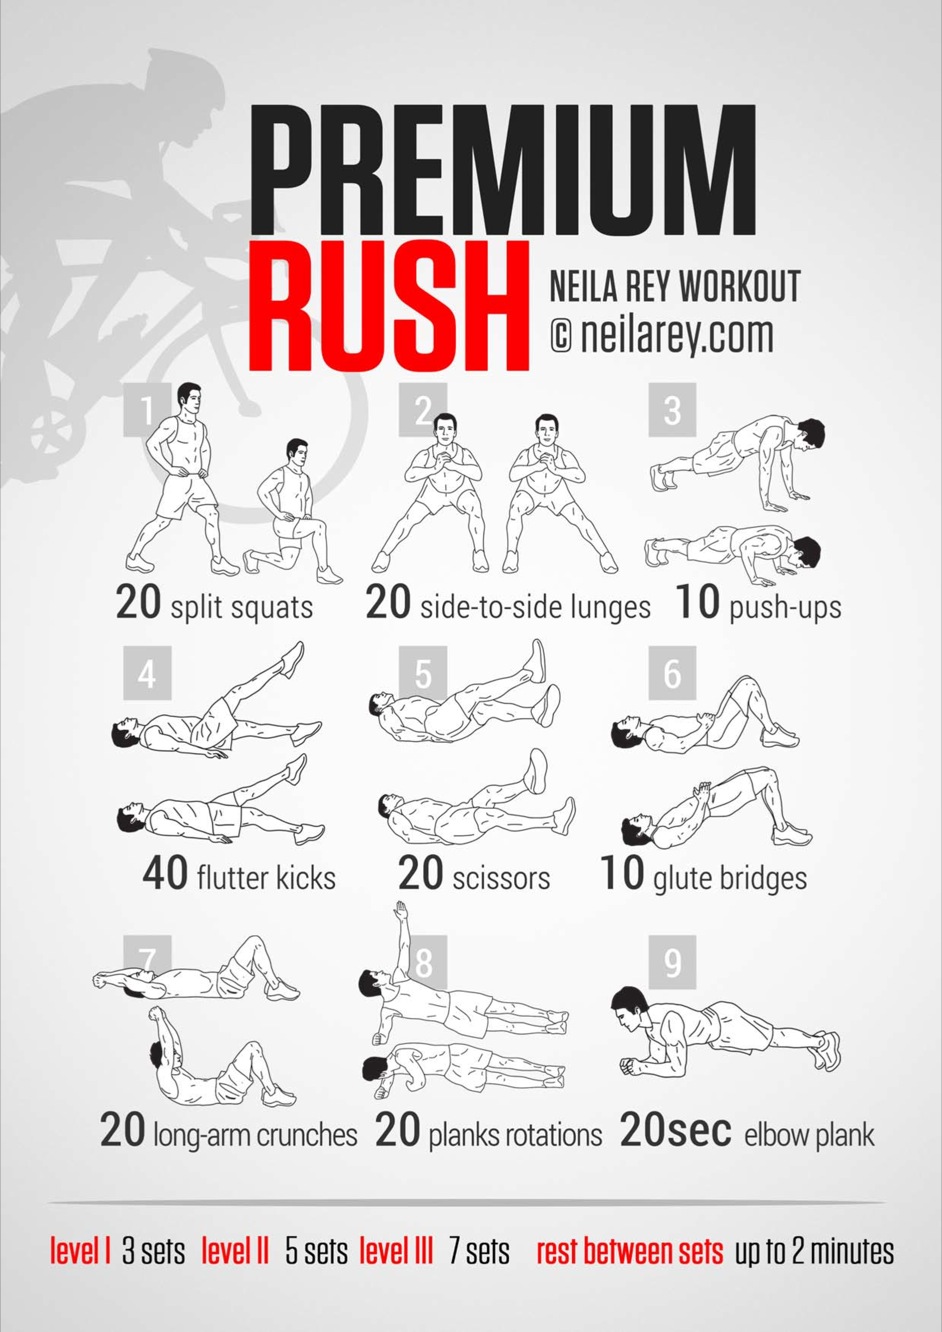 PREMIUM
RUSH
NEILA REY WORKOUT
© neilarey.com
1
2
3
20 split squats
20 side-to-side lunges
10 push-ups
4
5
6
40 flutter kicks
20 scissors
10 glute bridges
7
8
9
20 long-arm crunches
20 planks rotations
20sec elbow plank
level I 3 sets level II 5 sets level III 7 sets rest between sets up to 2 minutes